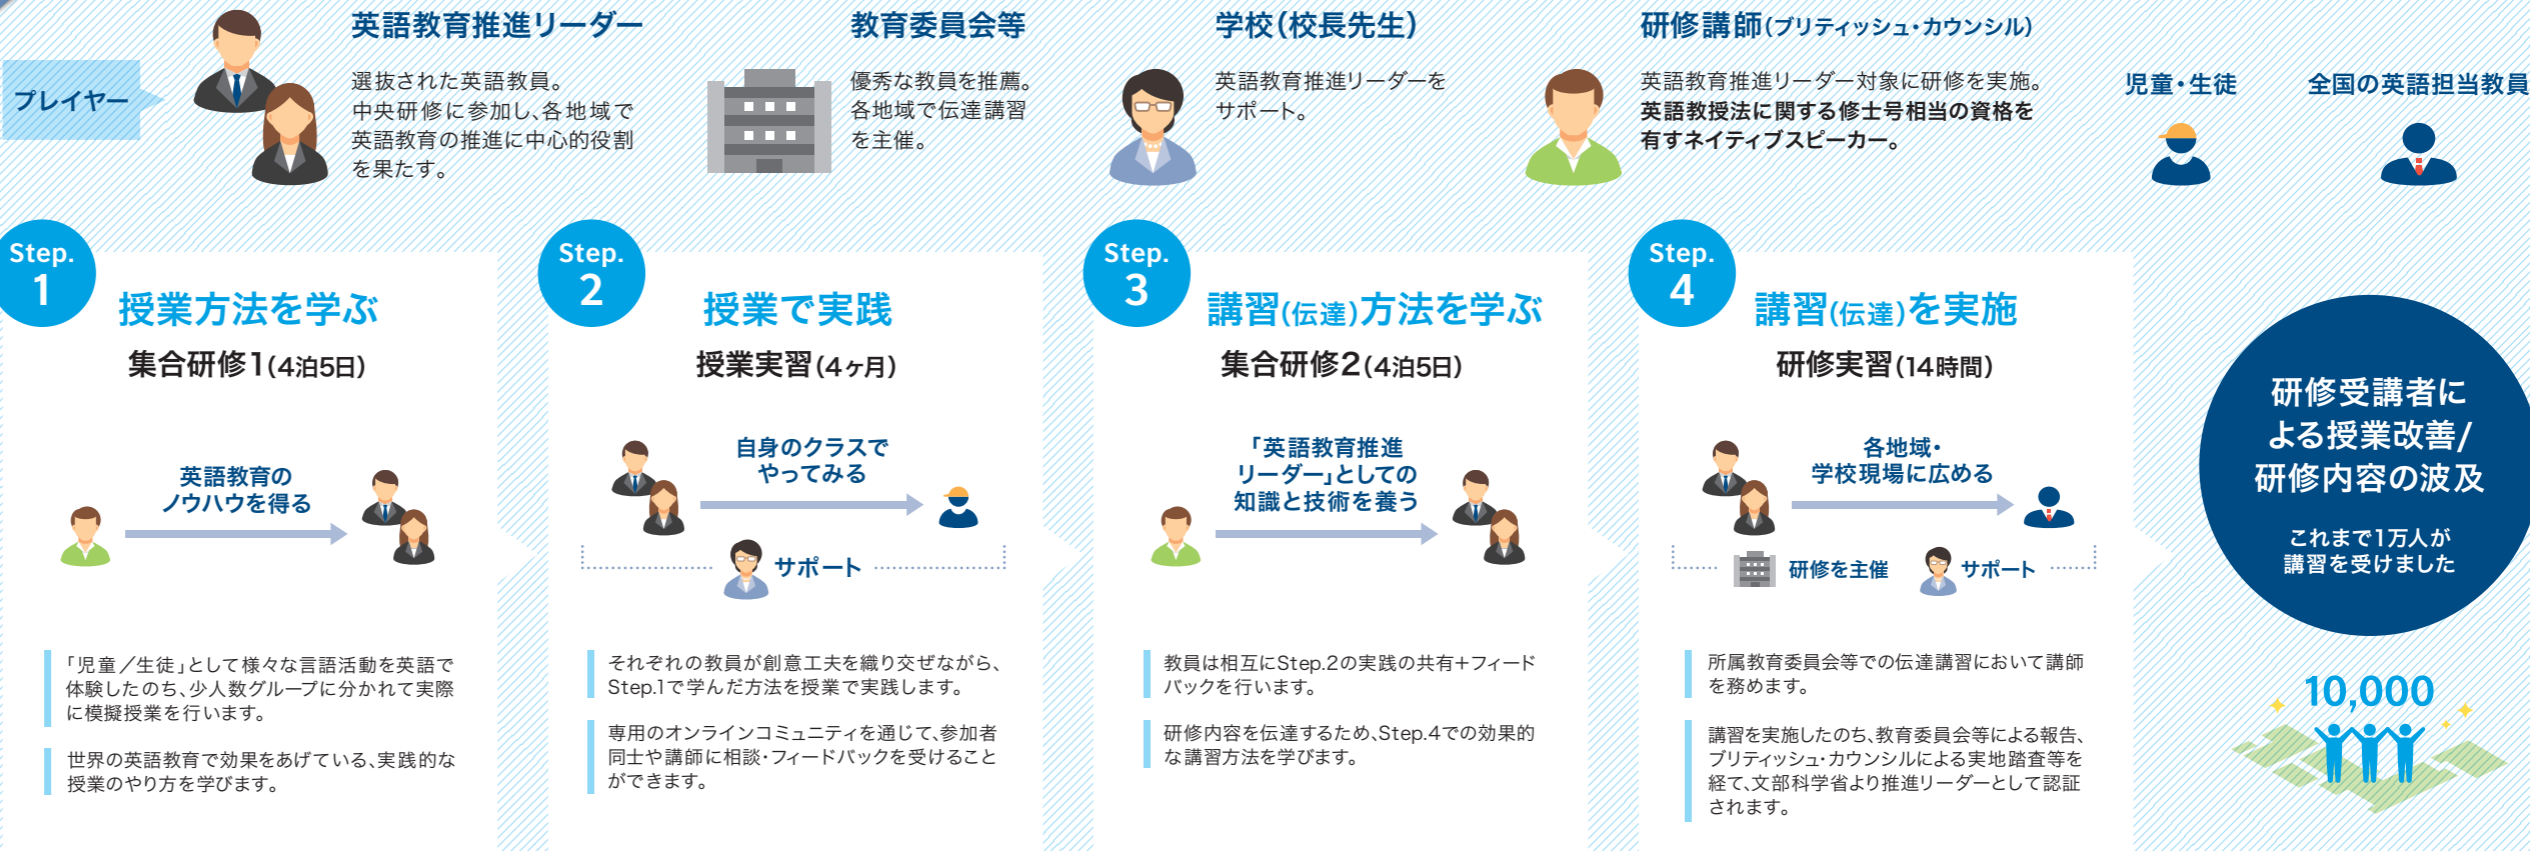 プレイヤー
英語教育推進リーダー
選抜された英語教員。
中央研修に参加し、各地域で
英語教育の推進に中心的役割
を果たす。
教育委員会等
優秀な教員を推薦。
各地域で伝達講習
を主催。
学校(校長先生)
英語教育推進リーダーを
サポート。
研修講師(ブリティッシュ・カウンシル)
英語教育推進リーダー対象に研修を実施。
英語教授法に関する修士号相当の資格を
有すネイティブスピーカー。
児童・生徒
全国の英語担当教員
Step.
1
授業方法を学ぶ
集合研修1(4泊5日)
英語教育の
ノウハウを得る
「児童/生徒」として様々な言語活動を英語で
体験したのち、少人数グループに分かれて実際
に模擬授業を行います。
世界の英語教育で効果をあげている、実践的な
授業のやり方を学びます。
Step.
2
授業で実践
授業実習(4ヶ月)
自身のクラスで
やってみる
サポート
それぞれの教員が創意工夫を織り交ぜながら、
Step.1で学んだ方法を授業で実践します。
専用のオンラインコミュニティを通じて、参加者
同士や講師に相談・フィードバックを受けること
ができます。
Step.
3
講習(伝達)方法を学ぶ
集合研修2(4泊5日)
「英語教育推進
リーダー」としての
知識と技術を養う
教員は相互にStep.2の実践の共有+フィード
バックを行います。
研修内容を伝達するため、Step.4での効果的
な講習方法を学びます。
Step.
4
講習(伝達)を実施
研修実習(14時間)
各地域・
学校現場に広める
研修を主催
サポート
所属教育委員会等での伝達講習において講師
を務めます。
講習を実施したのち、教育委員会等による報告、
ブリティッシュ・カウンシルによる実地踏査等を
経て、文部科学省より推進リーダーとして認証
されます。
研修受講者に
よる授業改善/
研修内容の波及
これまで1万人が
講習を受けました
10,000